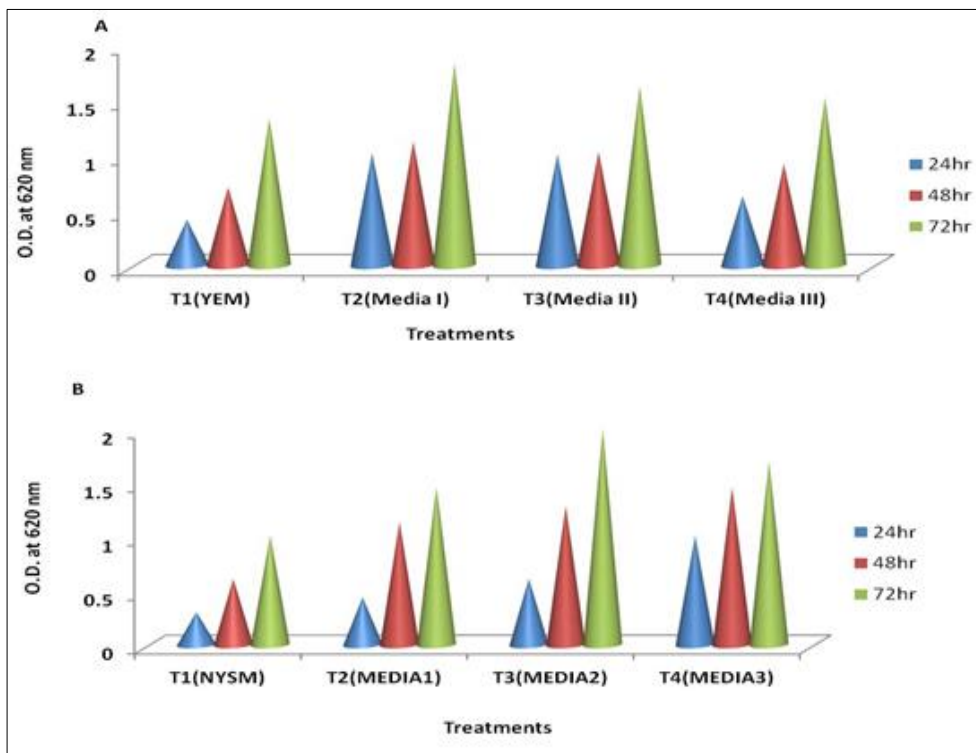 A
2
1.5
1
0.5
0
O.D. at 620 nm
T1(YEM) T2(Media I) T3(Media II) T4(Media III)
Treatments
24hr
48hr
72hr
B
2
1.5
1
0.5
0
O.D. at 620 nm
T1(NYSM) T2(MEDIA1) T3(MEDIA2) T4(MEDIA3)
Treatments
24hr
48hr
72hr